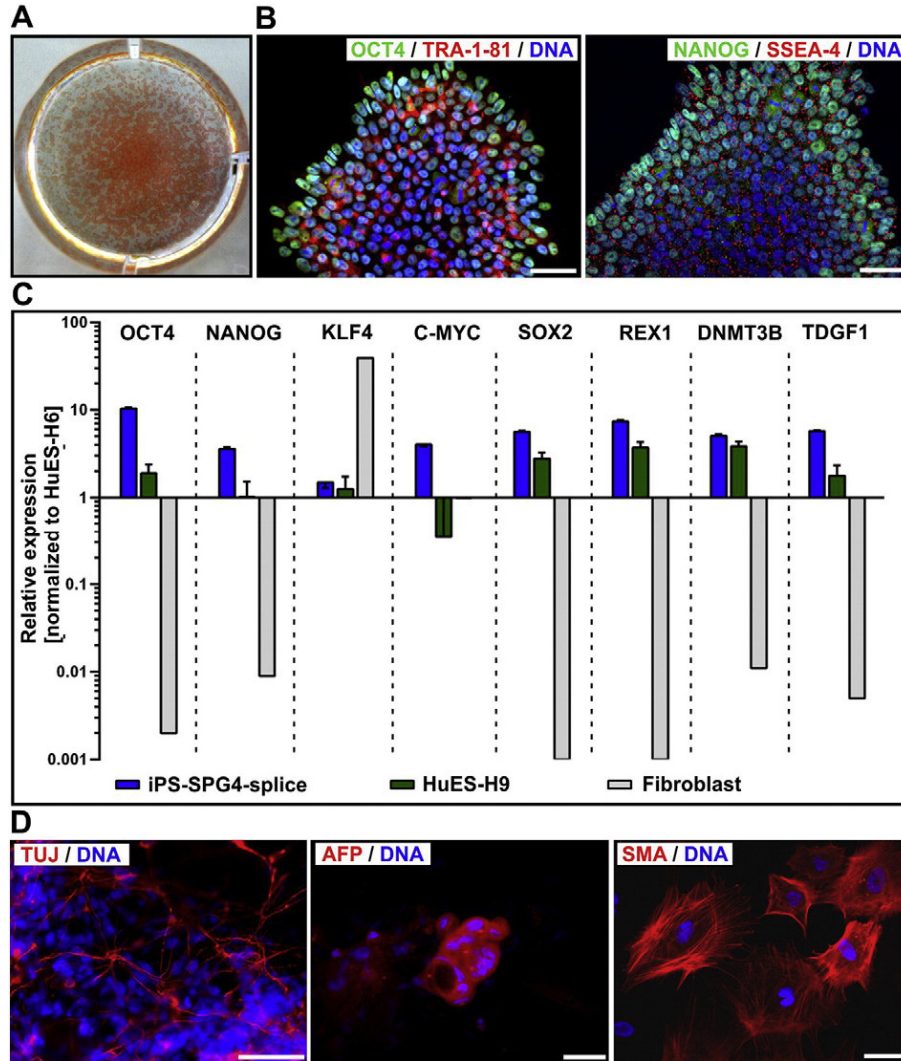 A
B
OCT4 / TRA-1-81 / DNA
NANOG / SSEA-4 / DNA
C
Relative expression
[normalized to HuES-H6]
100
10
1
0.1
0.01
0.001
OCT4 NANOG KLF4 C-MYC SOX2 REX1 DNMT3B TDGF1
iPS-SPG4-splice HuES-H9 Fibroblast
D
TUJ / DNA
AFP / DNA
SMA / DNA